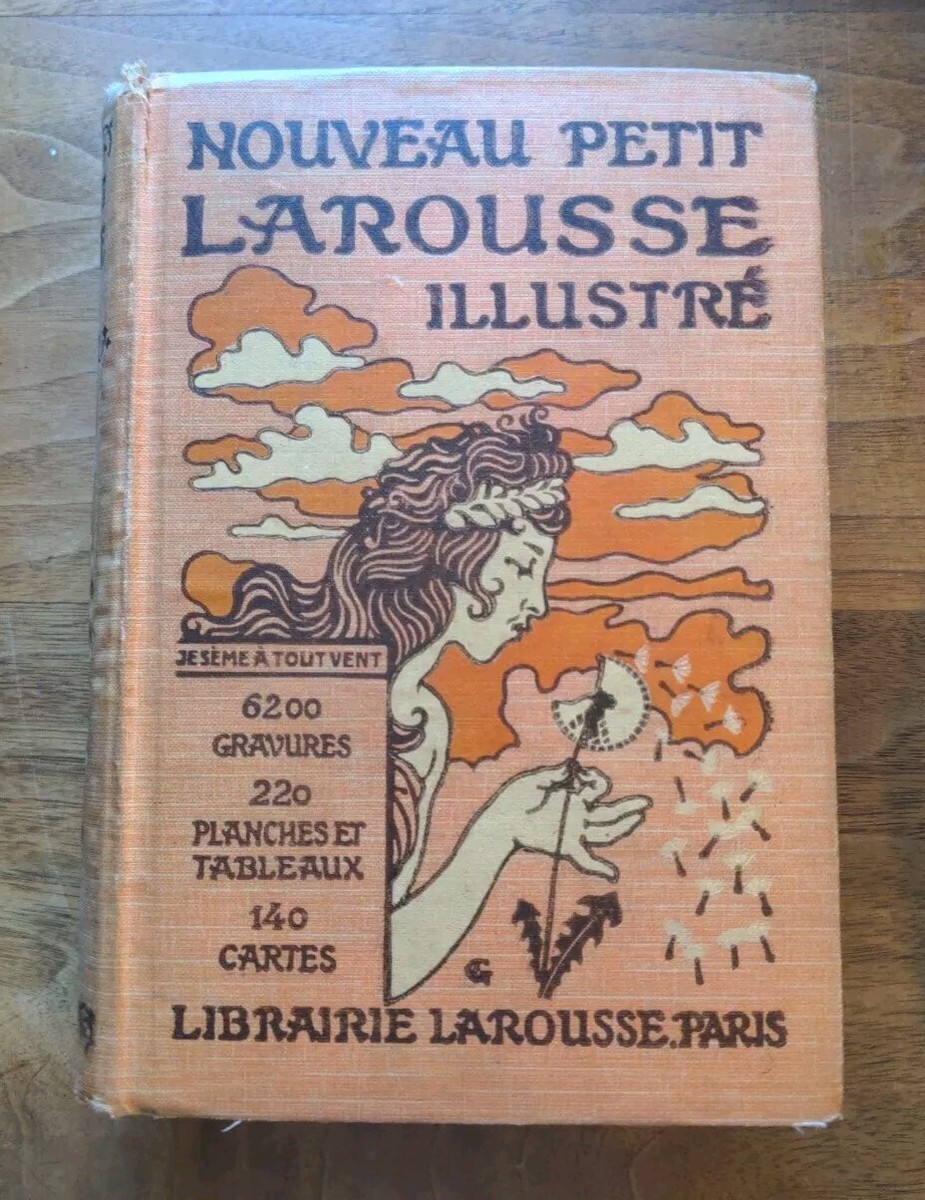 NOUVEAU PETIT
LAROUSSE
ILLUSTRÉ
JE SÈME À TOUT VENT
6200
GRAVURES
220
PLANCHES ET
TABLEAUX
140
CARTES
G
LIBRAIRIE LAROUSSE. PARIS